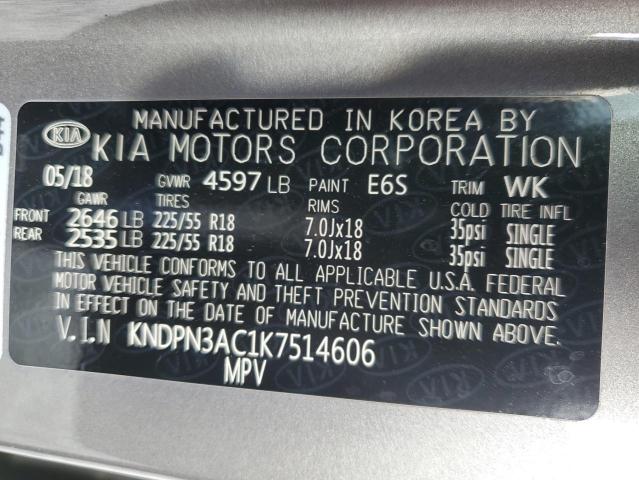 MANUFACTURED IN KOREA BY
KIA KIA MOTORS CORPORATION
05/18 GVWR 4597 LB PAINT E6S TRIM WK
GAWR TIRES RIMS COLD TIRE INFL
FRONT 2646 LB 225/55 R18 7.0Jx18 35psi SINGLE
REAR 2535 LB 225/55 R18 7.0Jx18 35psi SINGLE
THIS VEHICLE CONFORMS TO ALL APPLICABLE U.S.A. FEDERAL
MOTOR VEHICLE SAFETY AND THEFT PREVENTION STANDARDS
IN EFFECT ON THE DATE OF MANUFACTURE SHOWN ABOVE.
V.I.N KNDPN3AC1K7514606
MPV